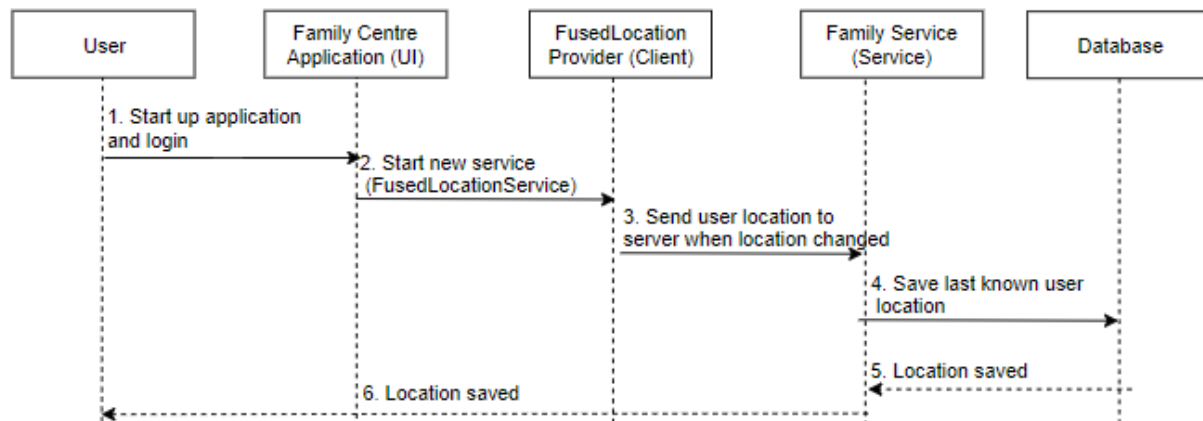 User
Family Centre
Application (UI)
FusedLocation
Provider (Client)
Family Service
(Service)
Database
1. Start up application
and login
2. Start new service
(FusedLocationService)
3. Send user location to
server when location changed
4. Save last known user
location
5. Location saved
6. Location saved